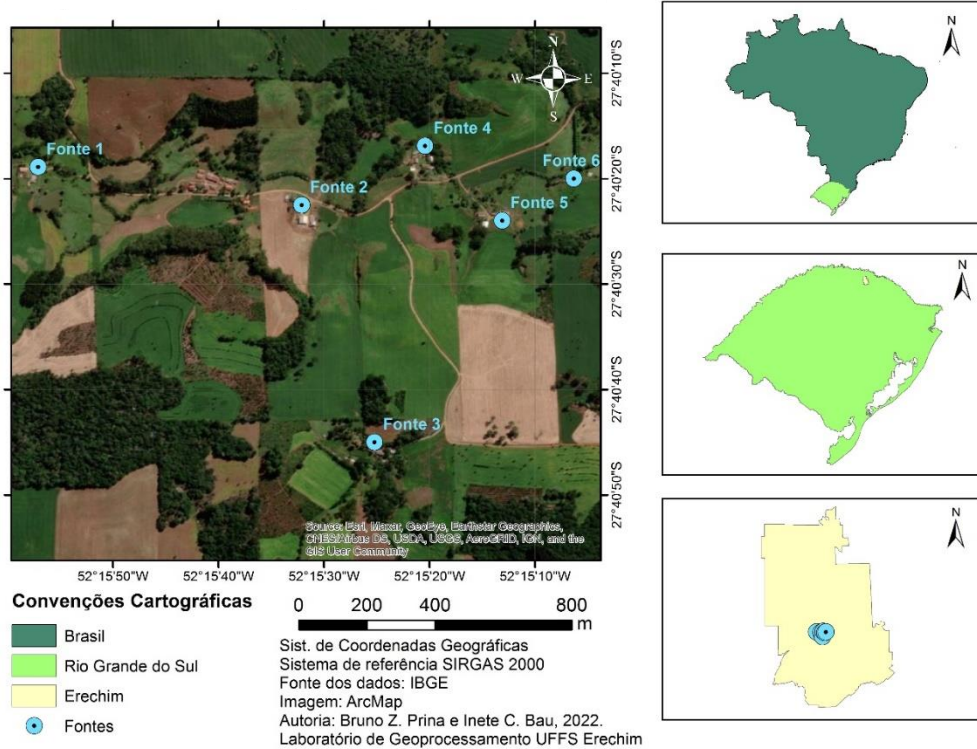 N
W E
S
Fonte 1
Fonte 2
Fonte 3
Fonte 4
Fonte 5
Fonte 6
27°40'10"S
27°40'20"S
27°40'30"S
27°40'40"S
27°40'50"S
Source: Esri, Maxar, GeoEye, Earthstar Geographics,
CNES/Airbus DS, USDA, USGS, AeroGRID, IGN, and the
GIS User Community
52°15'50"W 52°15'40"W 52°15'30"W 52°15'20"W 52°15'10"W
N
N
N
Convenções Cartográficas
Brasil
Rio Grande do Sul
Erechim
Fontes
0 200 400 800
m
Sist. de Coordenadas Geográficas
Sistema de referência SIRGAS 2000
Fonte dos dados: IBGE
Imagem: ArcMap
Autoria: Bruno Z. Prina e Inete C. Bau, 2022.
Laboratório de Geoprocessamento UFFS Erechim